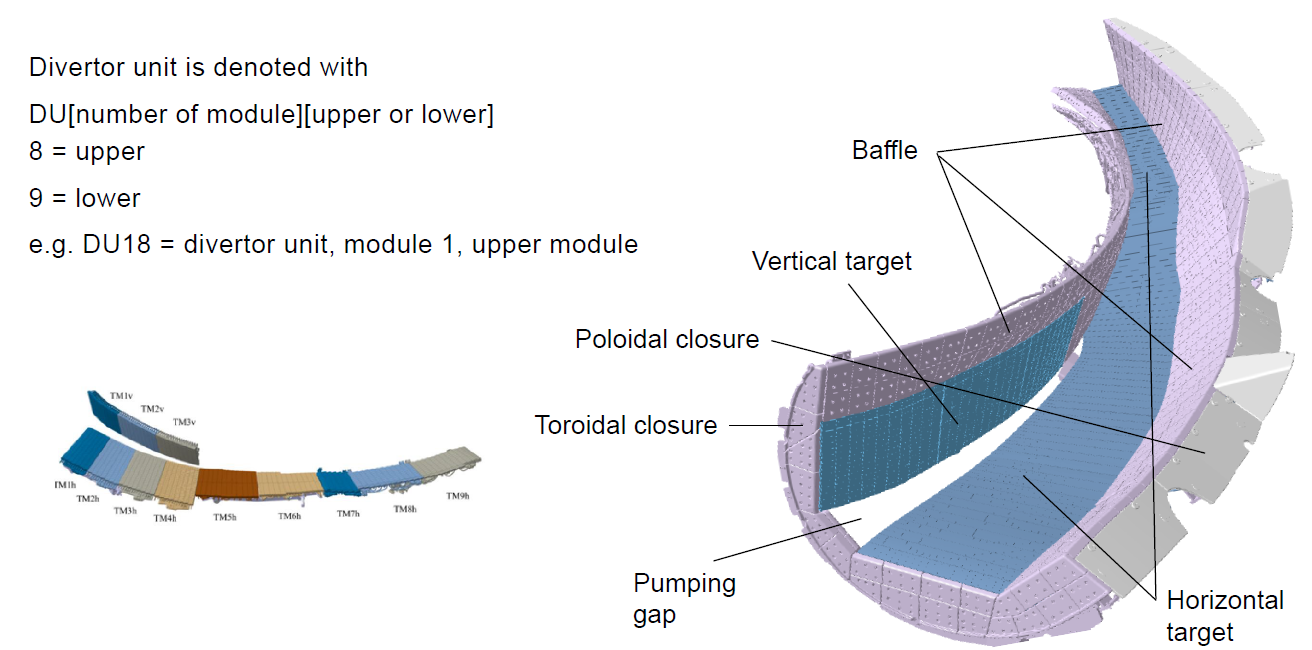 Divertor unit is denoted with
DU[number of module][upper or lower]
8 = upper
9 = lower
e.g. DU18 = divertor unit, module 1, upper module
Baffle
Vertical target
Poloidal closure
Toroidal closure
Pumping
gap
Horizontal
target
TM1v
TM2v
TM3v
TM1h
TM2h
TM3h
TM4h
TM5h
TM6h
TM7h
TM8h
TM9h